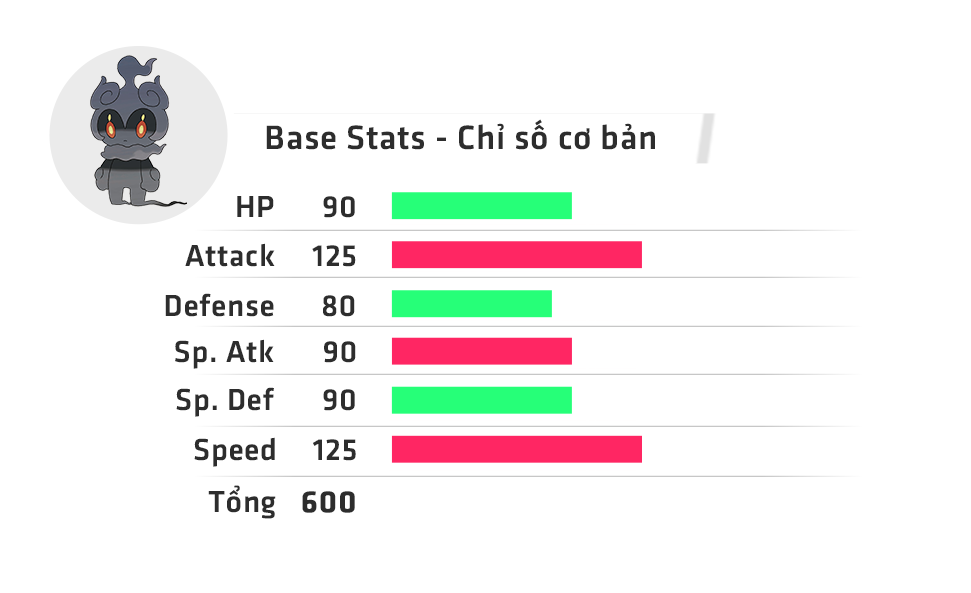 Base Stats - Chỉ số cơ bản
HP 90
Attack 125
Defense 80
Sp. Atk 90
Sp. Def 90
Speed 125
Tổng 600